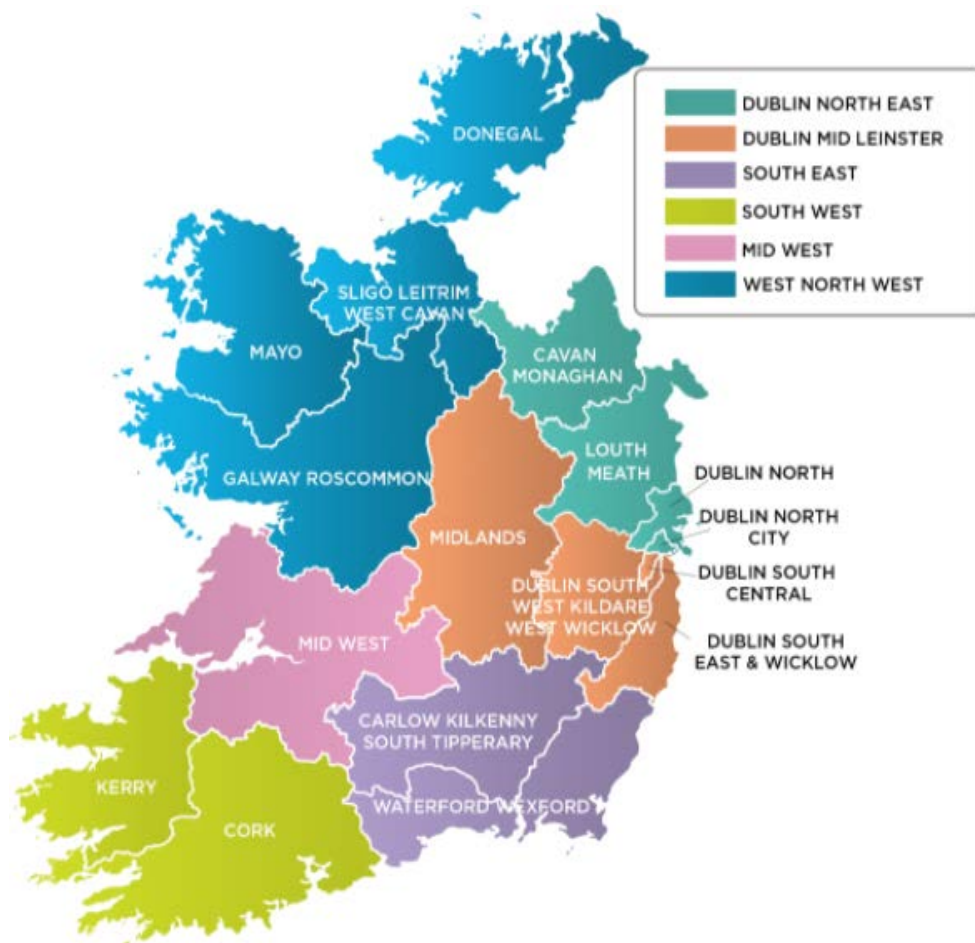 DONEGAL
DUBLIN NORTH EAST
DUBLIN MID LEINSTER
SOUTH EAST
SOUTH WEST
MID WEST
WEST NORTH WEST
SLIGO LEITRIM
WEST CAVAN
MAYO
CAVAN
MONAGHAN
GALWAY ROSCOMMON
LOUTH
MEATH
DUBLIN NORTH
DUBLIN NORTH
CITY
MIDLANDS
DUBLIN SOUTH
CENTRAL
DUBLIN SOUTH
WEST KILDARE
WEST WICKLOW
DUBLIN SOUTH
EAST & WICKLOW
MID WEST
CARLOW KILKENNY
SOUTH TIPPERARY
KERRY
WATERFORD WEXFORD
CORK